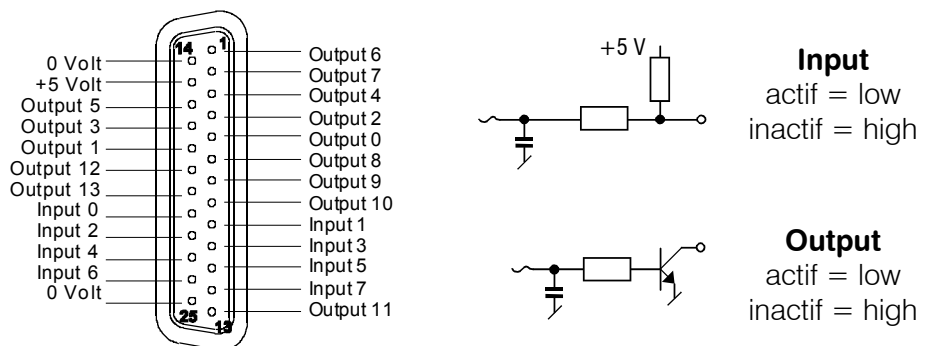 14
1
0 Volt
+5 Volt
Output 5
Output 3
Output 1
Output 12
Output 13
Input 0
Input 2
Input 4
Input 6
0 Volt
25
13
Output 6
Output 7
Output 4
Output 2
Output 0
Output 8
Output 9
Output 10
Input 1
Input 3
Input 5
Input 7
Output 11
+5 V
Input
actif = low
inactif = high
Output
actif = low
inactif = high